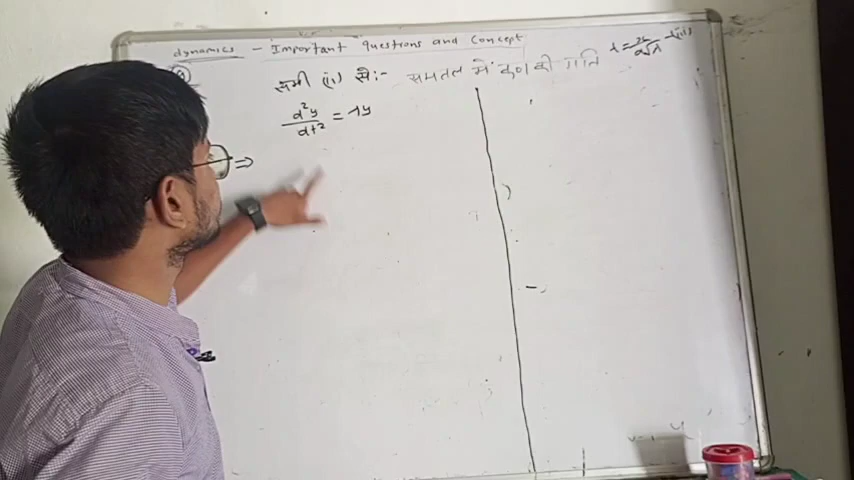 dynamics - Important questions and concept
समतल में कण की गति
समी (i) से :-
d²y/dt² = λy
⇒